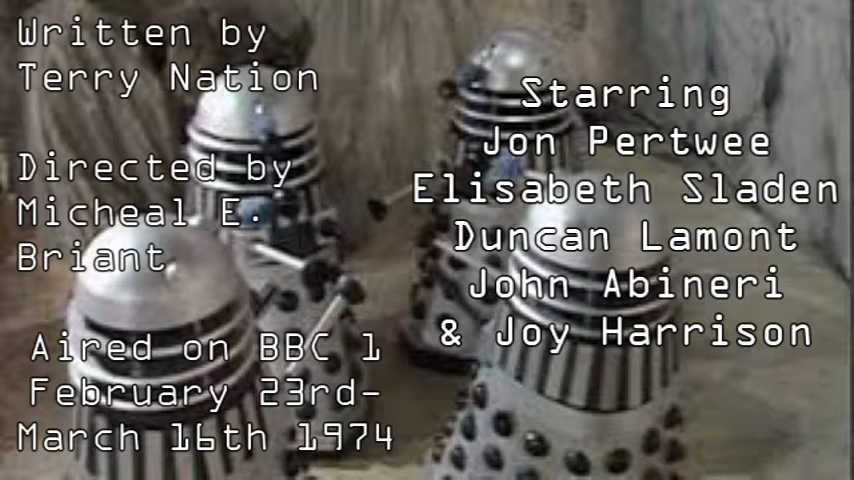 Written by
Terry Nation
Directed by
Micheal E.
Briant
Aired on BBC 1
February 23rd-
March 16th 1974
Starring
Jon Pertwee
Elisabeth Sladen
Duncan Lamont
John Abineri
& Joy Harrison